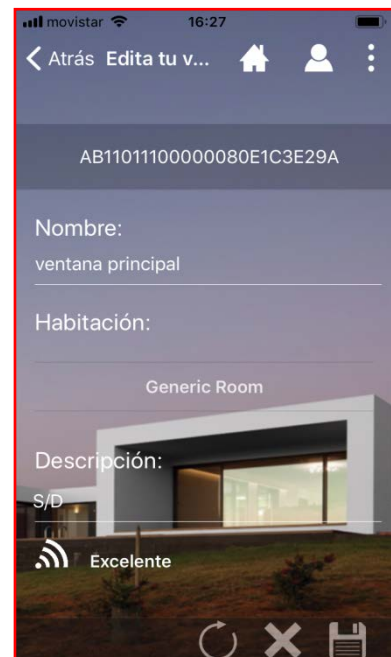 movistar 16:27
Atrás Edita tu v...
AB11011100000080E1C3E29A
Nombre:
ventana principal
Habitación:
Generic Room
Descripción:
S/D
Excelente